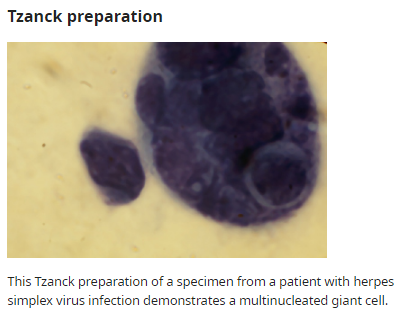 Tzanck preparation
This Tzanck preparation of a specimen from a patient with herpes
simplex virus infection demonstrates a multinucleated giant cell.